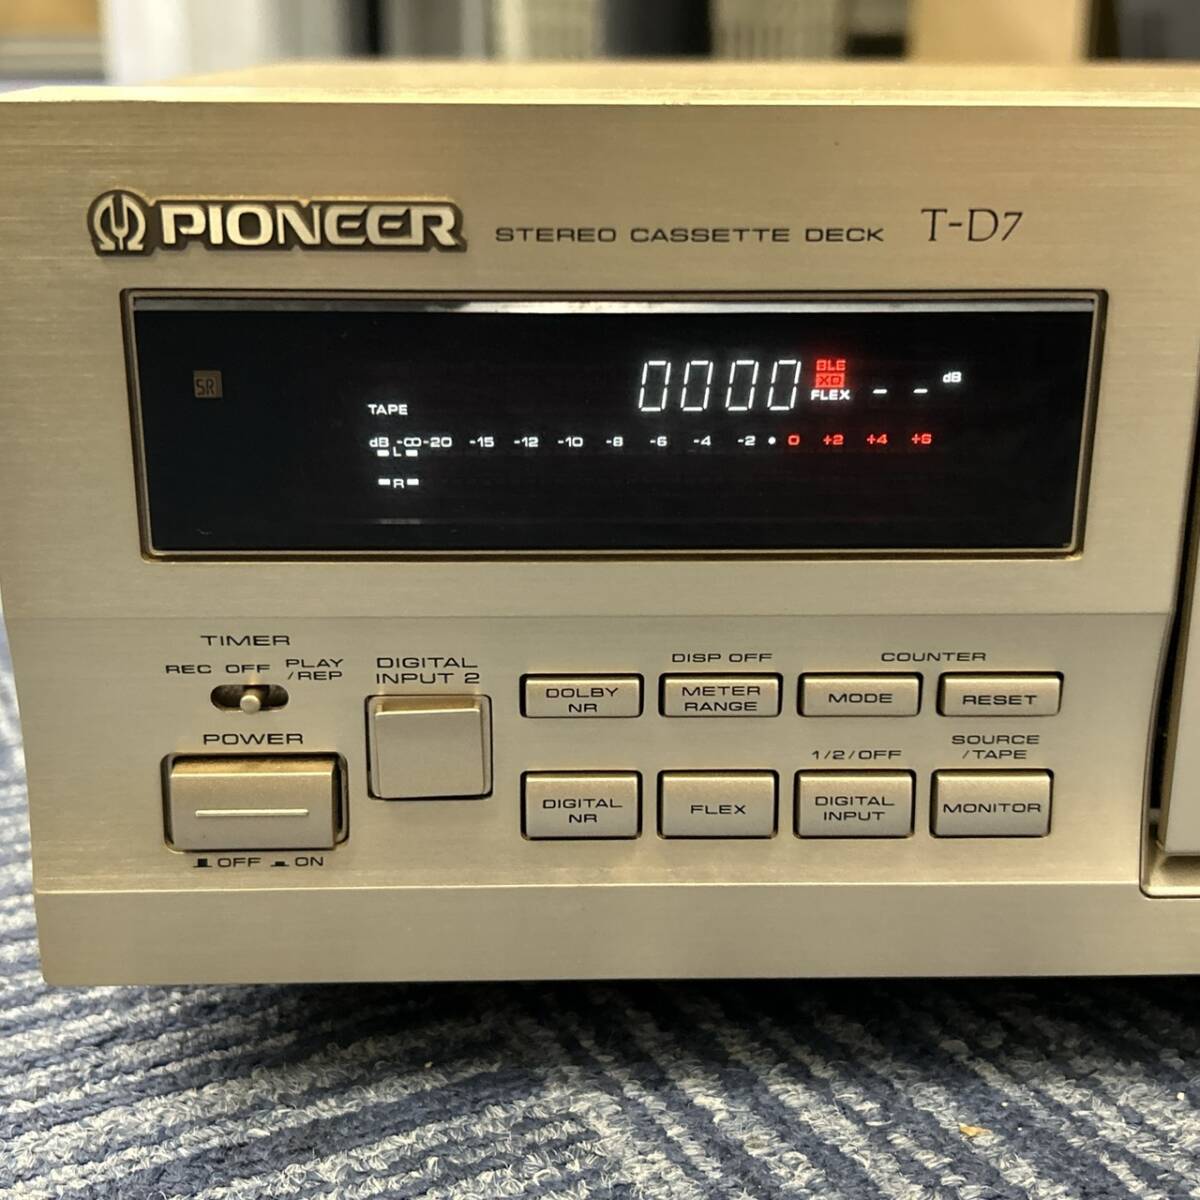 PIONEER STEREO CASSETTE DECK T-D7
SR
0000 BLE XD FLEX - - dB
TAPE
dB -∞ -20 -15 -12 -10 -8 -6 -4 -2 • 0 +2 +4 +6
L
R
TIMER
REC OFF PLAY/REP
DIGITAL INPUT 2
POWER
OFF ON
DISP OFF COUNTER
DOLBY NR METER RANGE MODE RESET
1/2/OFF SOURCE/TAPE
DIGITAL NR FLEX DIGITAL INPUT MONITOR